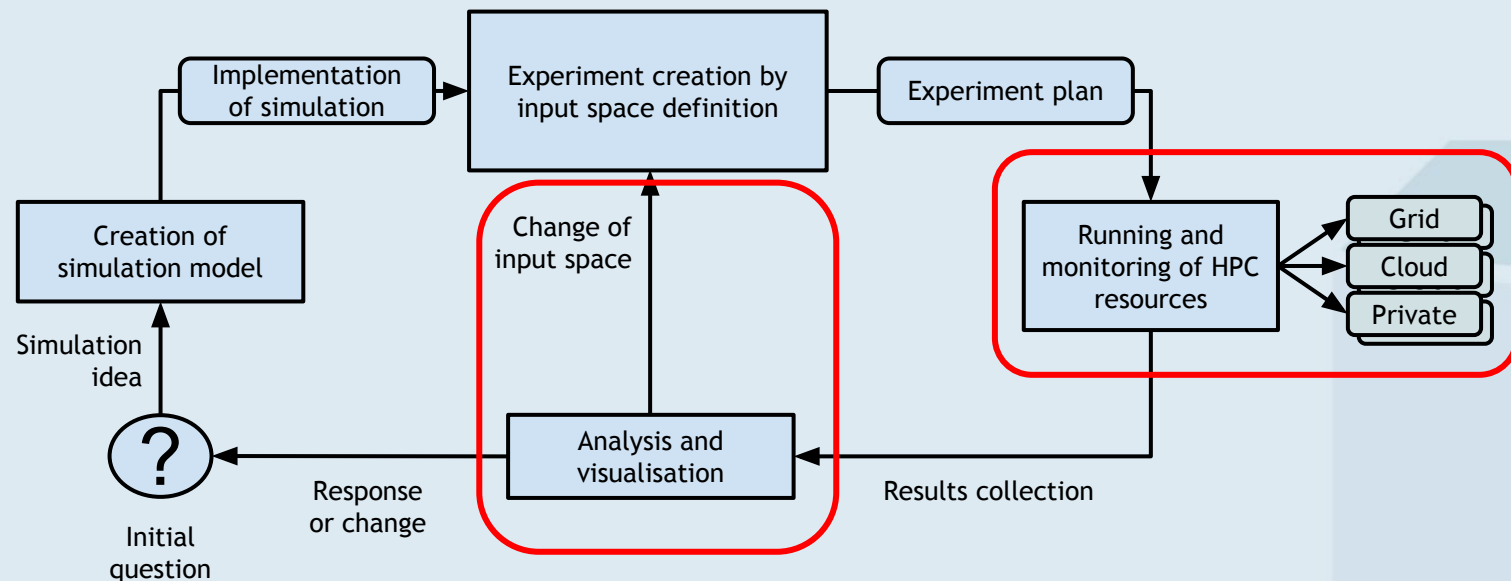 Implementation
of simulation
Experiment creation by
input space definition
Experiment plan
Creation of
simulation model
Change of
input space
Running and
monitoring of HPC
resources
Grid
Cloud
Private
Simulation
idea
?
Analysis and
visualisation
Response
or change
Results collection
Initial
question